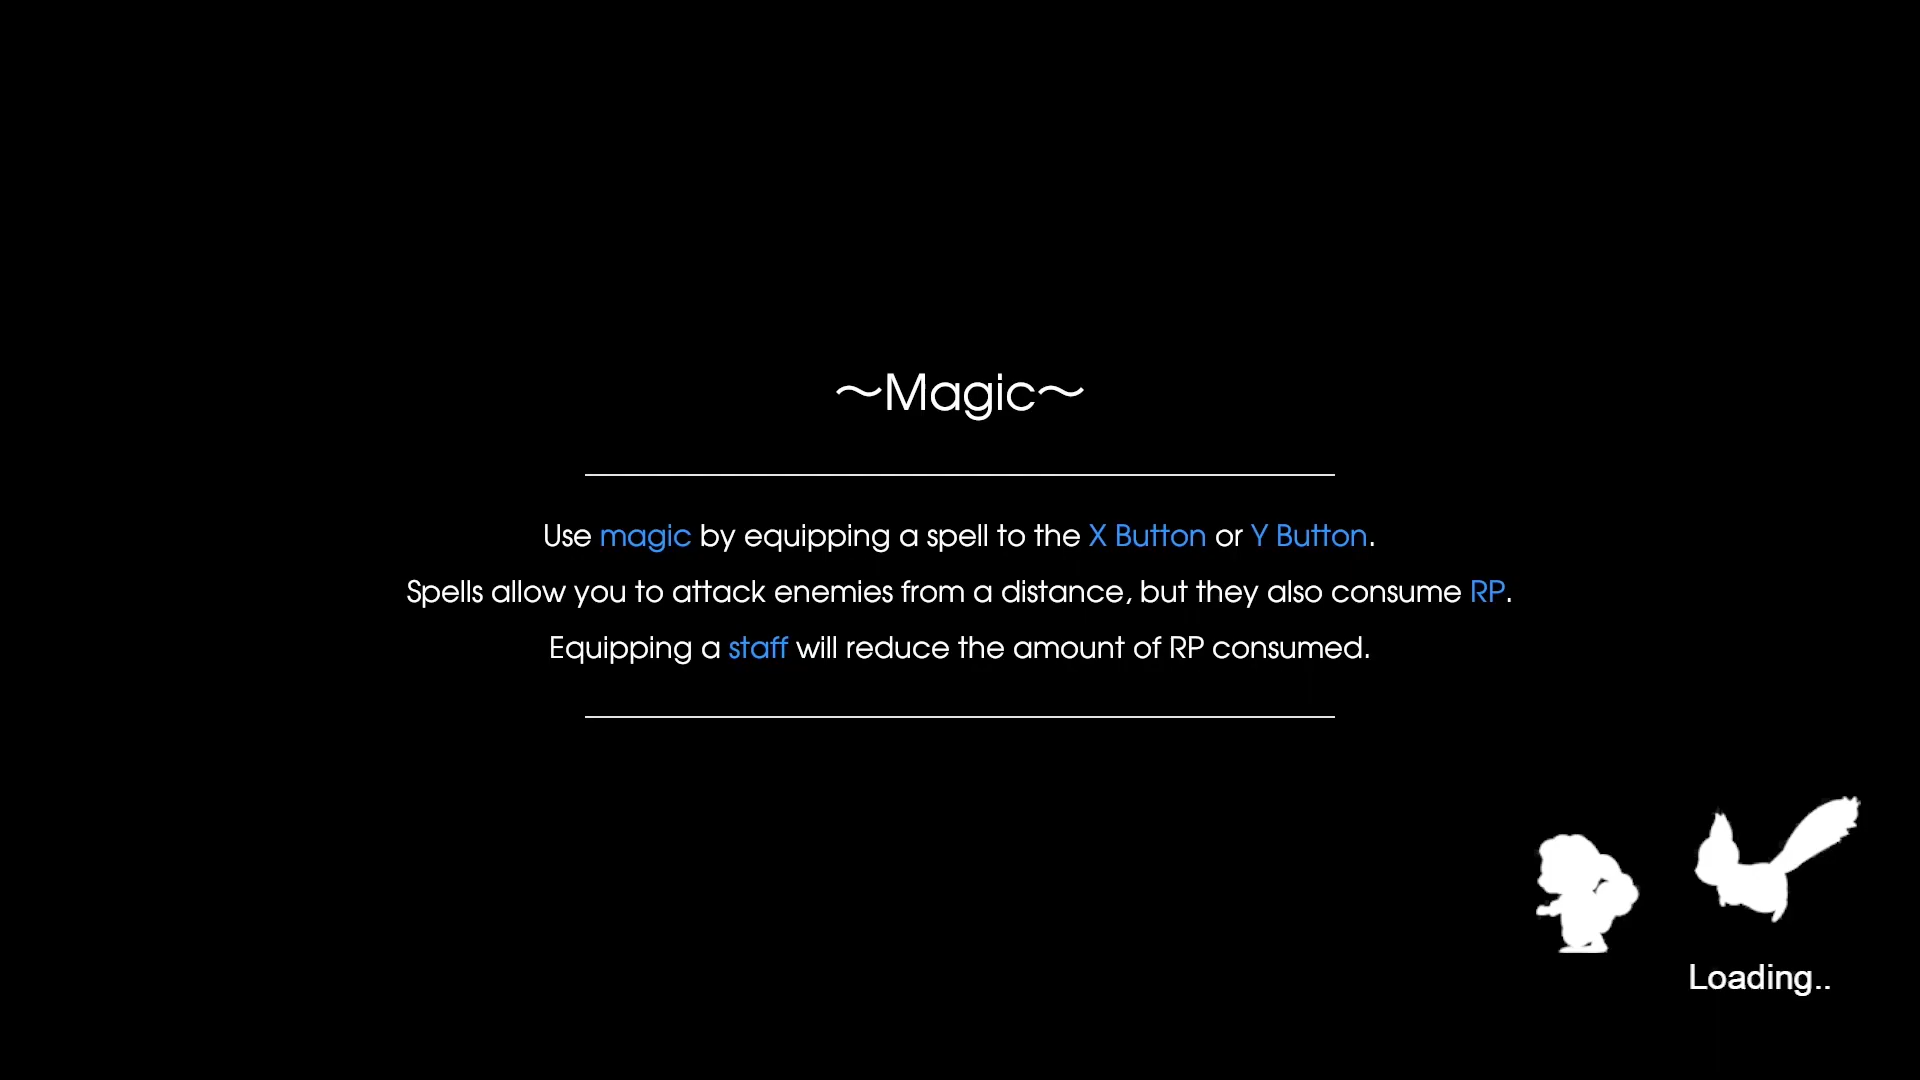 ～Magic～
Use magic by equipping a spell to the X Button or Y Button.
Spells allow you to attack enemies from a distance, but they also consume RP.
Equipping a staff will reduce the amount of RP consumed.
Loading..